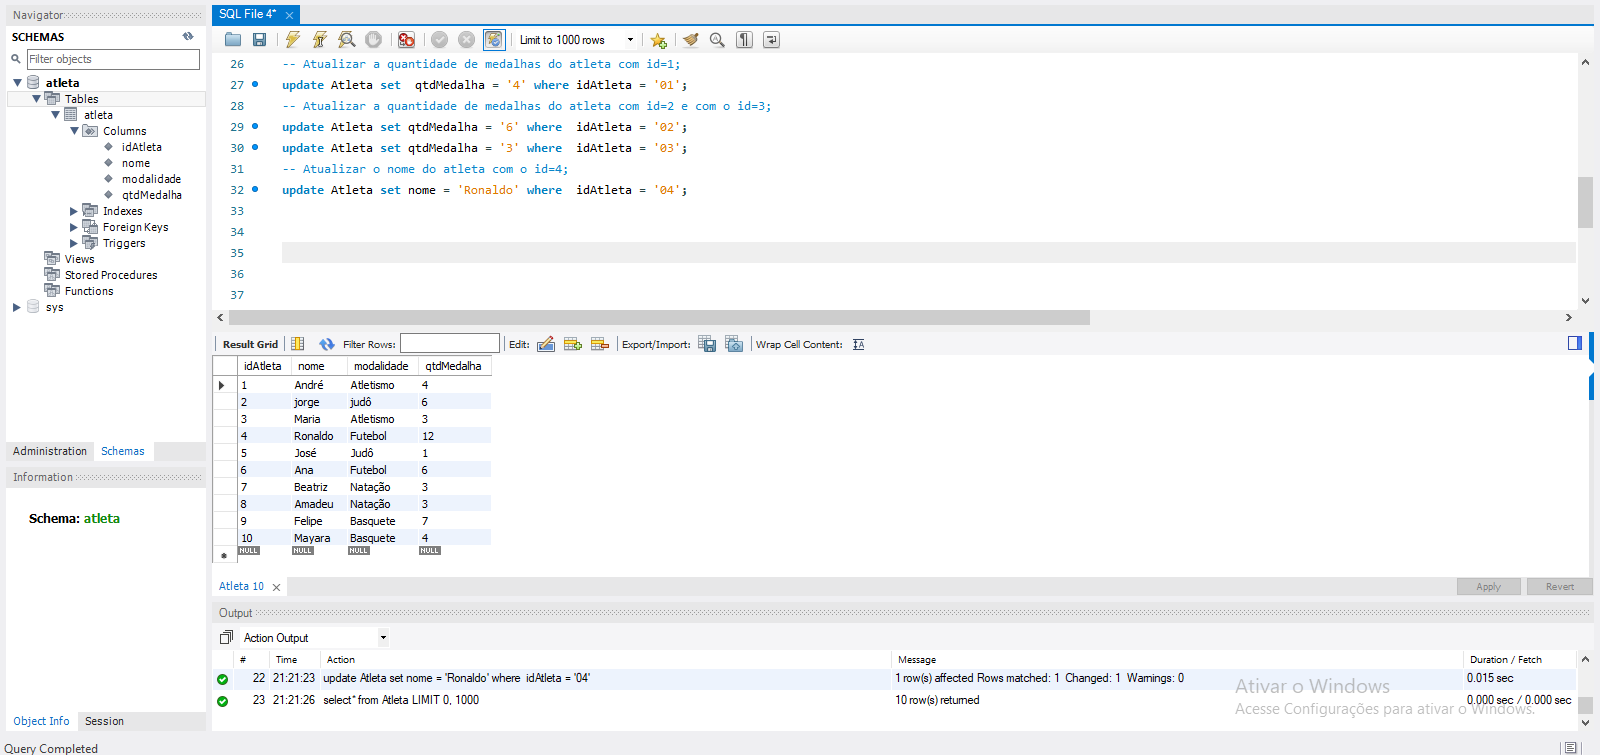 Navigator
SCHEMAS
Filter objects
atleta
Tables
atleta
Columns
idAtleta
nome
modalidade
qtdMedalha
Indexes
Foreign Keys
Triggers
Views
Stored Procedures
Functions
sys
Administration Schemas
Information
Schema: atleta
Object Info Session
Query Completed
SQL File 4*
Limit to 1000 rows
26 -- Atualizar a quantidade de medalhas do atleta com id=1;
27 update Atleta set  qtdMedalha = '4' where idAtleta = '01';
28 -- Atualizar a quantidade de medalhas do atleta com id=2 e com o id=3;
29 update Atleta set qtdMedalha = '6' where  idAtleta = '02';
30 update Atleta set qtdMedalha = '3' where  idAtleta = '03';
31 -- Atualizar o nome do atleta com o id=4;
32 update Atleta set nome = 'Ronaldo' where  idAtleta = '04';
33
34
35
36
37
Result Grid Filter Rows: Edit: Export/Import: Wrap Cell Content: IA
idAtleta nome modalidade qtdMedalha
1 André Atletismo 4
2 jorge judô 6
3 Maria Atletismo 3
4 Ronaldo Futebol 12
5 José Judô 1
6 Ana Futebol 6
7 Beatriz Natação 3
8 Amadeu Natação 3
9 Felipe Basquete 7
10 Mayara Basquete 4
NULL NULL NULL NULL
Atleta 10 Apply Revert
Output
Action Output
# Time Action Message Duration / Fetch
22 21:21:23 update Atleta set nome = 'Ronaldo' where  idAtleta = '04' 1 row(s) affected Rows matched: 1  Changed: 1  Warnings: 0 0.015 sec
23 21:21:26 select* from Atleta LIMIT 0, 1000 10 row(s) returned 0.000 sec / 0.000 sec
Ativar o Windows
Acesse Configurações para ativar o Windows.